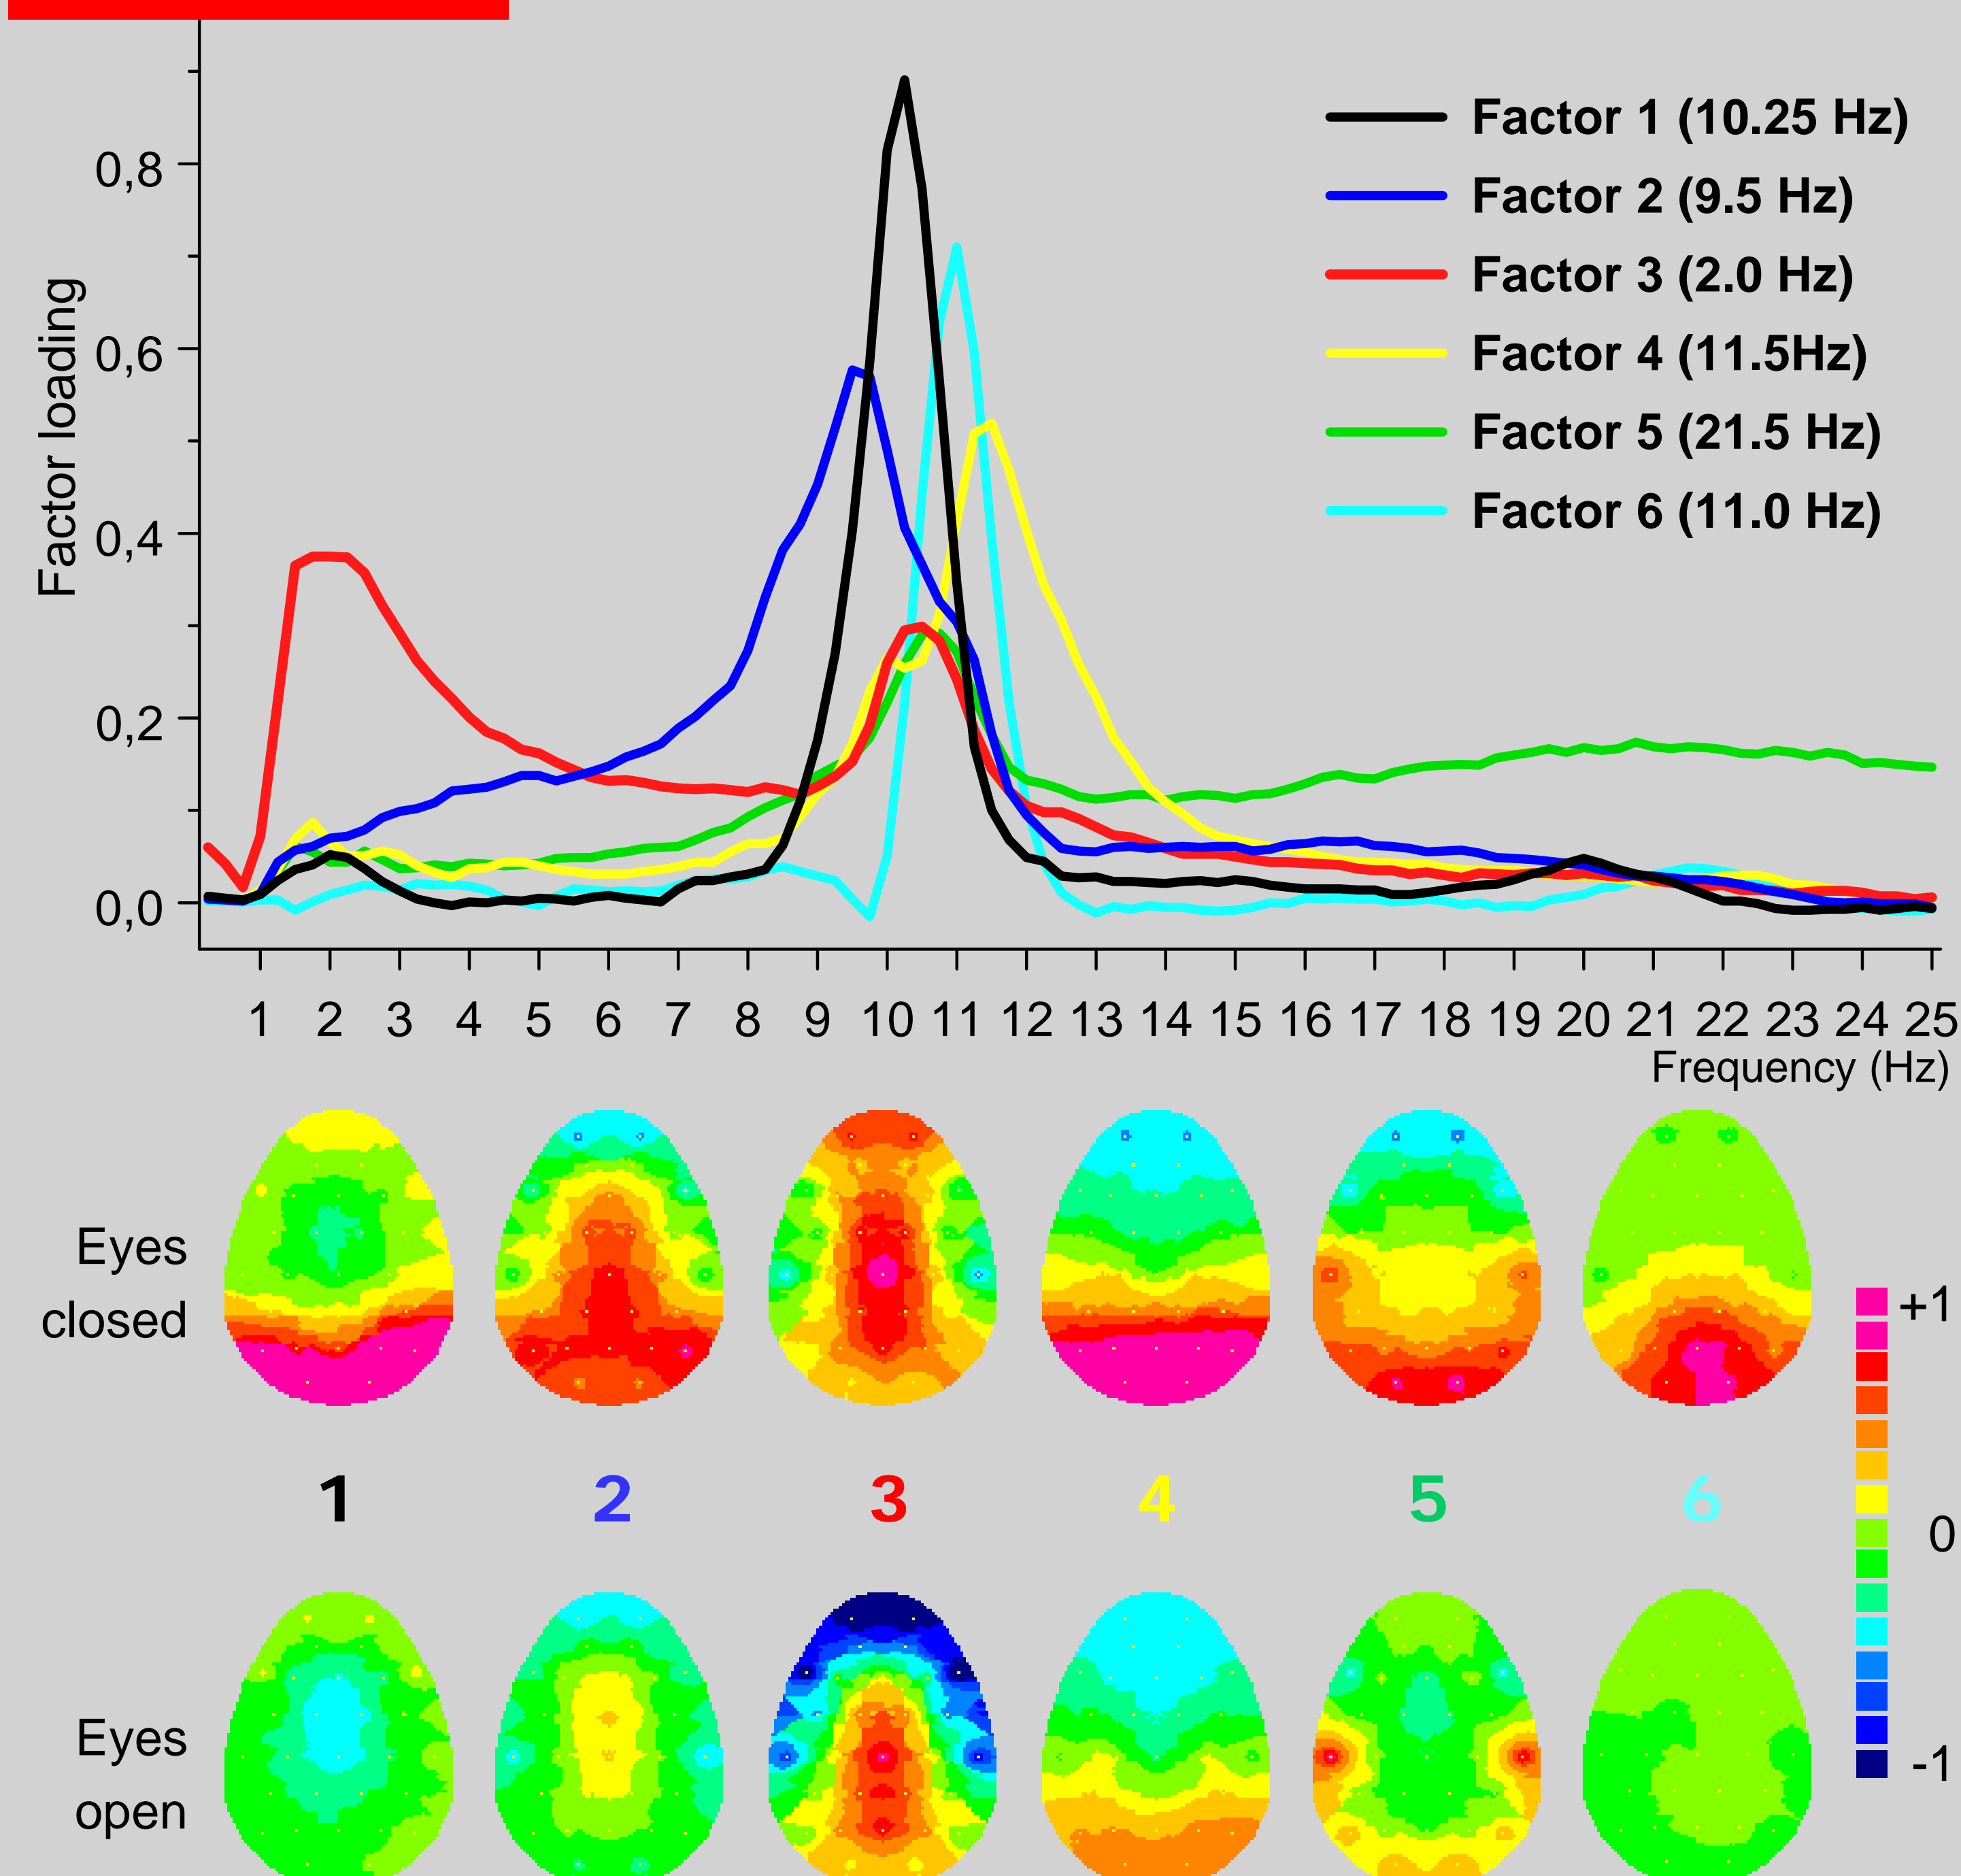 0,8
0,6
0,4
0,2
0,0
Factor loading
Factor 1 (10.25 Hz)
Factor 2 (9.5 Hz)
Factor 3 (2.0 Hz)
Factor 4 (11.5Hz)
Factor 5 (21.5 Hz)
Factor 6 (11.0 Hz)
1 2 3 4 5 6 7 8 9 10 11 12 13 14 15 16 17 18 19 20 21 22 23 24 25
Frequency (Hz)
Eyes
closed
1 2 3 4 5 6
Eyes
open
+1
0
-1